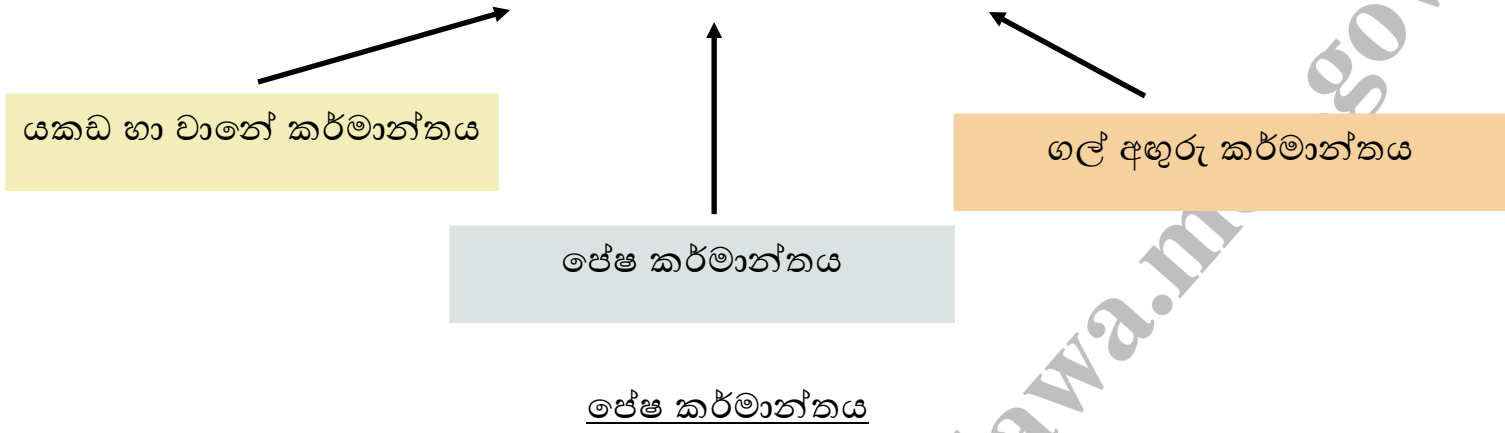 යකඩ හා වානේ කර්මාන්තය
ගල් අඟුරු කර්මාන්තය
පේෂ කර්මාන්තය
පේෂ කර්මාන්තය